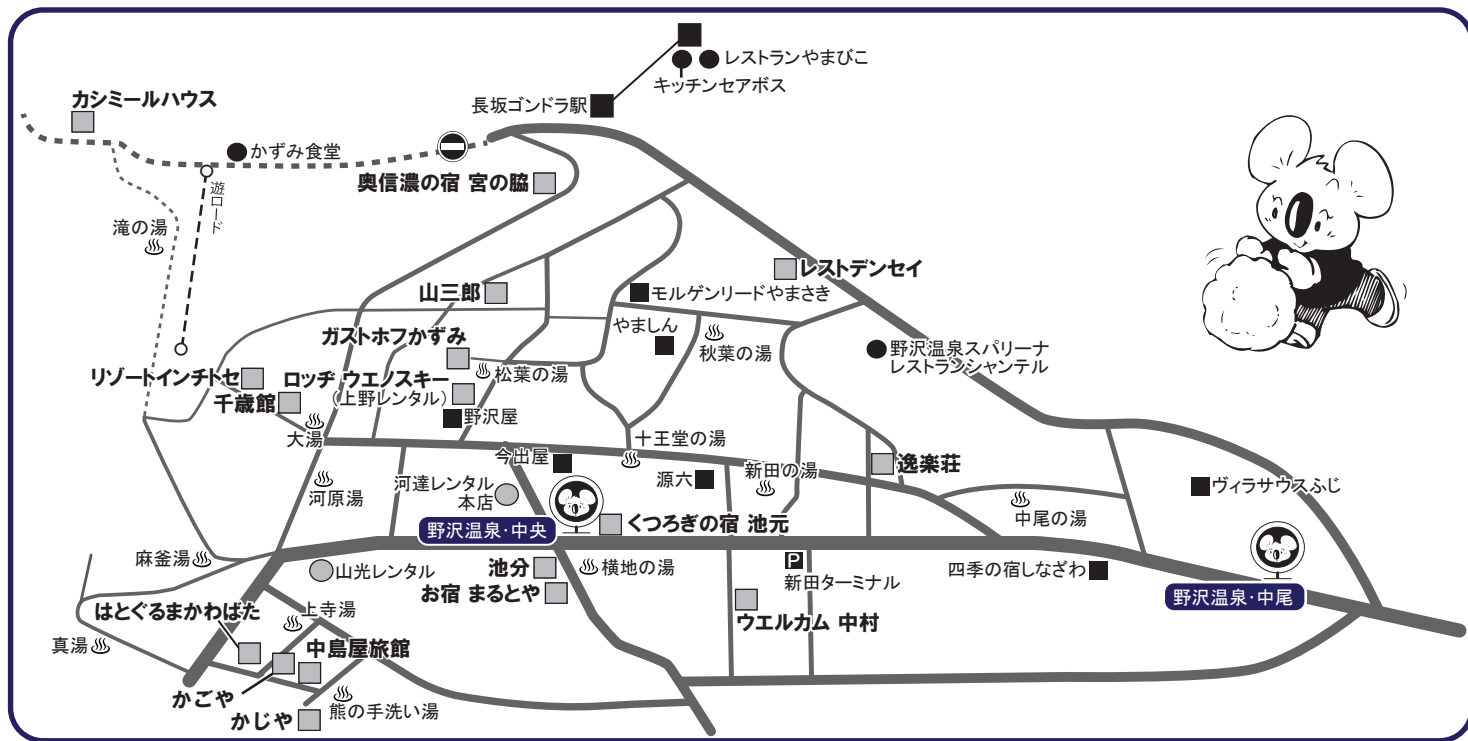 レストランやまびこ
キッチンセアボス
カシミールハウス
長坂ゴンドラ駅
かずみ食堂
奥信濃の宿 宮の脇
遊ロード
滝の湯
レストデンセイ
山三郎
モルゲンリードやまさき
ガストホフかずみ
やましん
秋葉の湯
野沢温泉スパリーナ
レストランシャンテル
リゾートインチトセ
ロッヂ ウエノスキー
(上野レンタル)
松葉の湯
千歳館
野沢屋
大湯
十王堂の湯
今出屋
河原湯
河達レンタル
本店
源六
新田の湯
逸楽荘
ヴィラサウスふじ
中尾の湯
野沢温泉・中央
くつろぎの宿 池元
麻釜湯
山光レンタル
池分
横地の湯
P
新田ターミナル
四季の宿しなざわ
お宿 まるとや
野沢温泉・中尾
はとぐるまかわばた
上寺湯
ウエルカム 中村
真湯
中島屋旅館
かごや
かじや
熊の手洗い湯